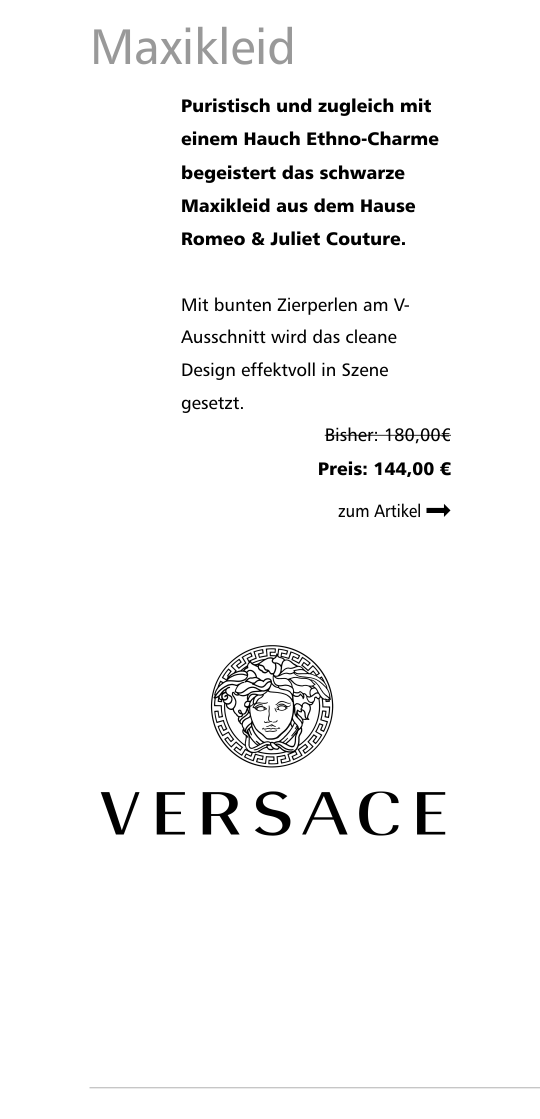 Maxikleid
Puristisch und zugleich mit
einem Hauch Ethno-Charme
begeistert das schwarze
Maxikleid aus dem Hause
Romeo & Juliet Couture.
Mit bunten Zierperlen am V-
Ausschnitt wird das cleane
Design effektvoll in Szene
gesetzt.
Bisher: 180,00€
Preis: 144,00 €
zum Artikel
VERSACE